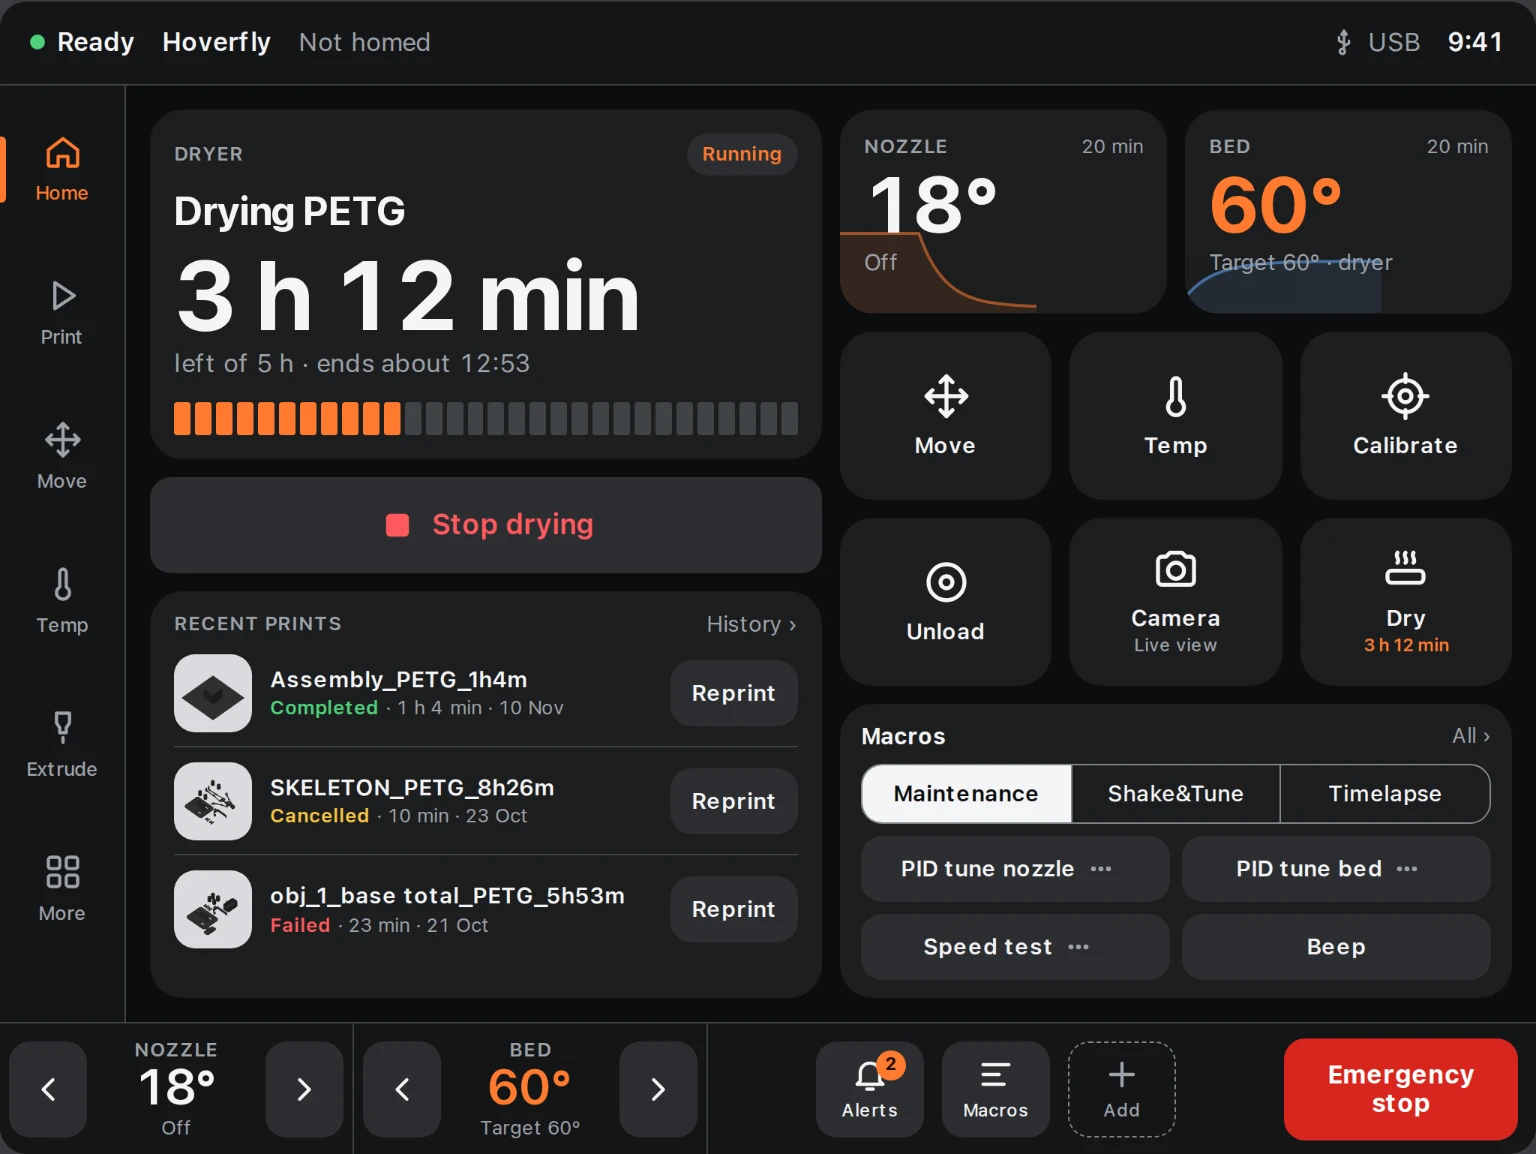 Ready Hoverfly Not homed
USB 9:41
Home
Print
Move
Temp
Extrude
More
DRYER
Running
Drying PETG
3 h 12 min
left of 5 h · ends about 12:53
Stop drying
RECENT PRINTS
History ›
Assembly_PETG_1h4m
Completed · 1 h 4 min · 10 Nov
Reprint
SKELETON_PETG_8h26m
Cancelled · 10 min · 23 Oct
Reprint
obj_1_base total_PETG_5h53m
Failed · 23 min · 21 Oct
Reprint
NOZZLE
20 min
18°
Off
BED
20 min
60°
Target 60° · dryer
Move
Temp
Calibrate
Unload
Camera
Live view
Dry
3 h 12 min
Macros
All ›
Maintenance
Shake&Tune
Timelapse
PID tune nozzle •••
PID tune bed •••
Speed test •••
Beep
NOZZLE
18°
Off
BED
60°
Target 60°
2
Alerts
Macros
Add
Emergency
stop